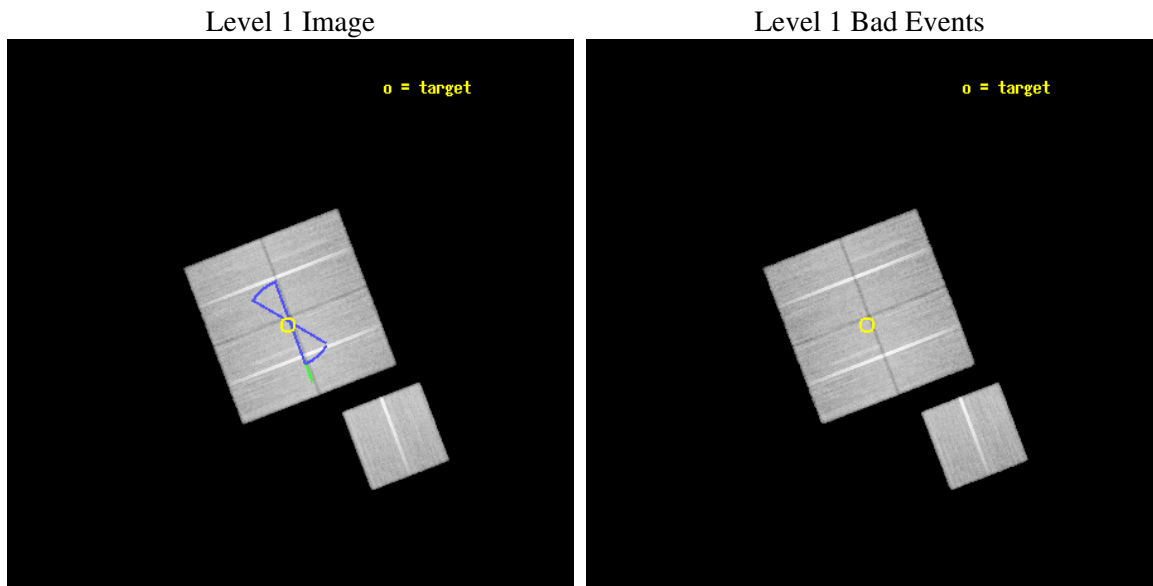 Level 1 Image
Level 1 Bad Events
o = target
o = target